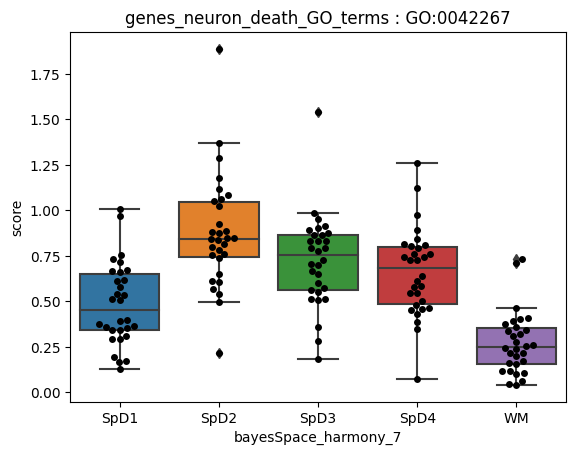 genes_neuron_death_GO_terms : GO:0042267
score
1.75
1.50
1.25
1.00
0.75
0.50
0.25
0.00
SpD1 SpD2 SpD3 SpD4 WM
bayesSpace_harmony_7